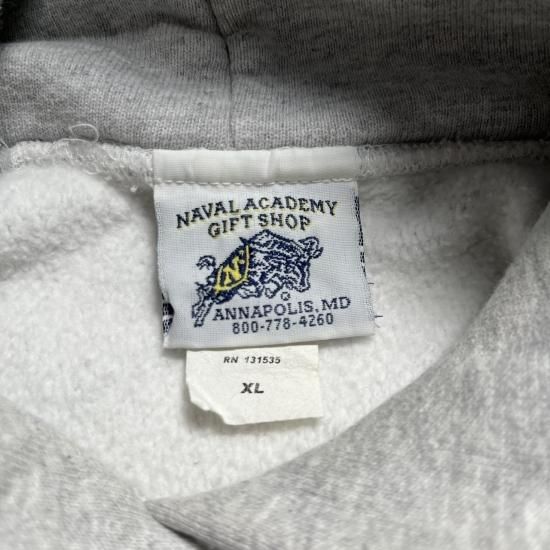 NAVAL ACADEMY
GIFT SHOP
N
®
ANNAPOLIS, MD
800-778-4260
RN 131535
XL